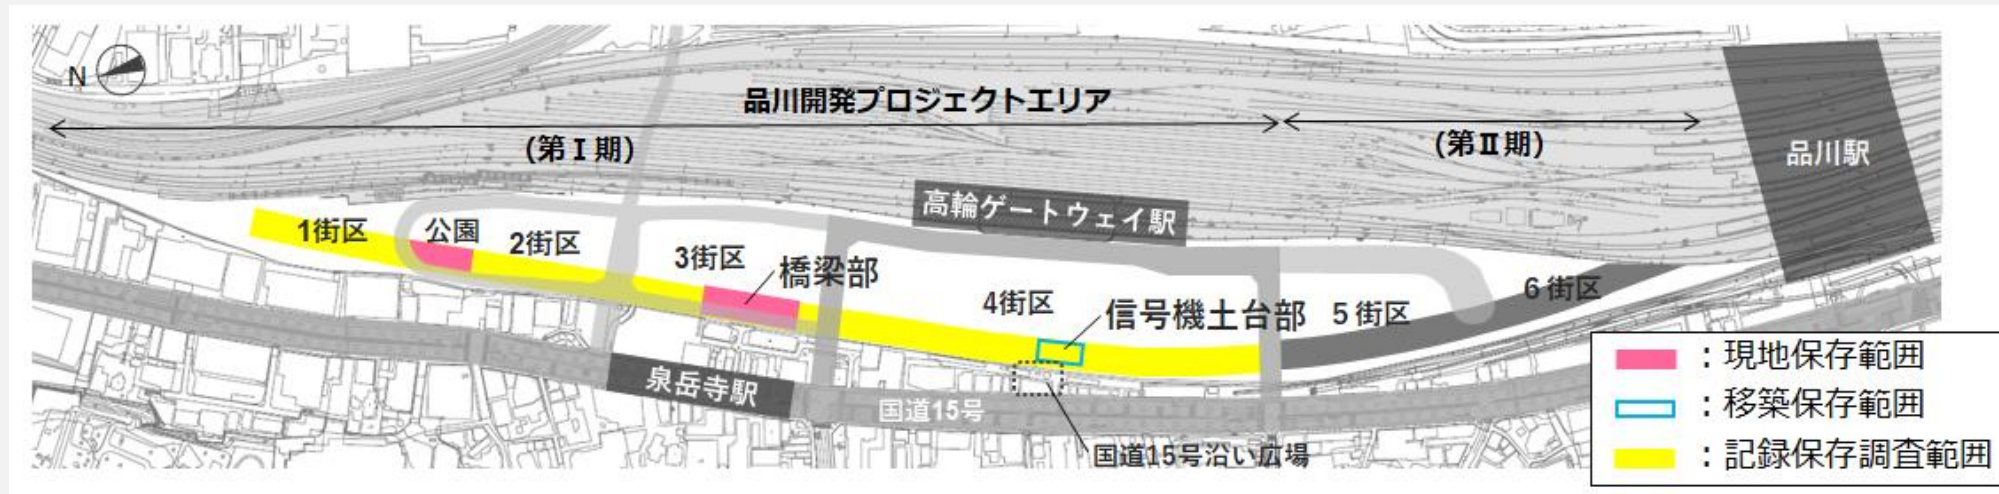 N
品川開発プロジェクトエリア
(第Ⅰ期)
(第Ⅱ期)
品川駅
高輪ゲートウェイ駅
1街区
公園
2街区
3街区
橋梁部
4街区
信号機土台部
5街区
6街区
泉岳寺駅
国道15号
国道15号沿い広場
：現地保存範囲
：移築保存範囲
：記録保存調査範囲